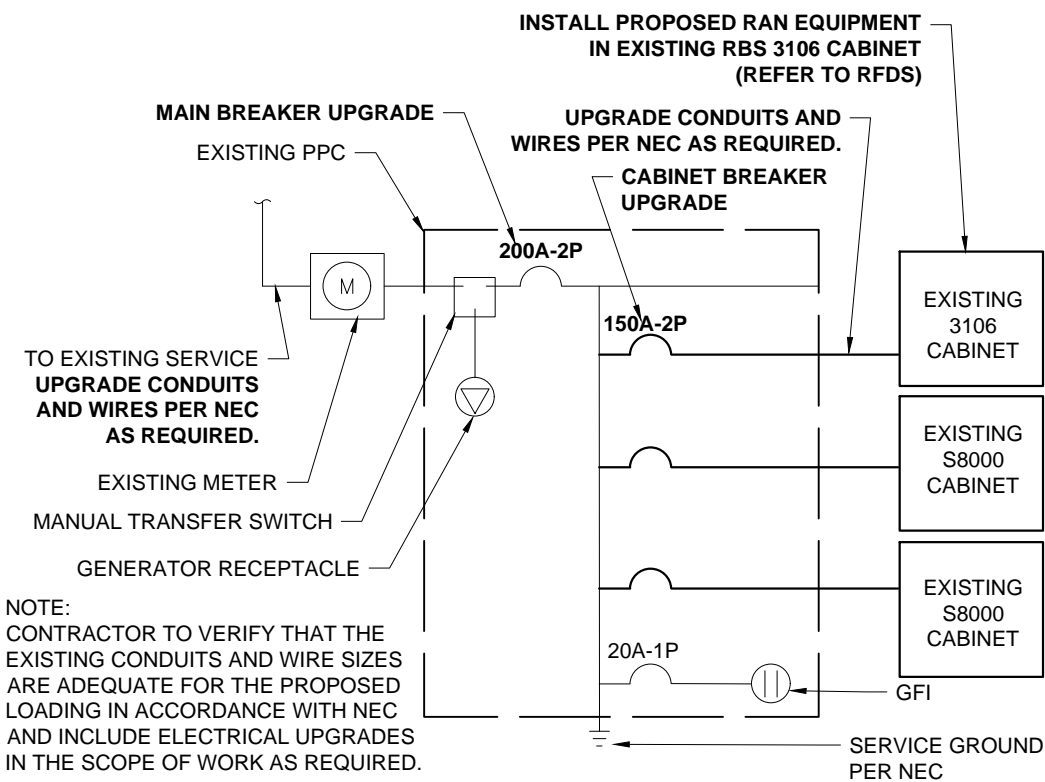 INSTALL PROPOSED RAN EQUIPMENT
IN EXISTING RBS 3106 CABINET
(REFER TO RFDS)
MAIN BREAKER UPGRADE
UPGRADE CONDUITS AND
WIRES PER NEC AS REQUIRED.
EXISTING PPC
CABINET BREAKER
UPGRADE
200A-2P
M
150A-2P
EXISTING
3106
CABINET
TO EXISTING SERVICE
UPGRADE CONDUITS
AND WIRES PER NEC
AS REQUIRED.
EXISTING
S8000
CABINET
EXISTING METER
MANUAL TRANSFER SWITCH
GENERATOR RECEPTACLE
EXISTING
S8000
CABINET
NOTE:
CONTRACTOR TO VERIFY THAT THE
EXISTING CONDUITS AND WIRE SIZES
ARE ADEQUATE FOR THE PROPOSED
LOADING IN ACCORDANCE WITH NEC
AND INCLUDE ELECTRICAL UPGRADES
IN THE SCOPE OF WORK AS REQUIRED.
20A-1P
GFI
SERVICE GROUND
PER NEC